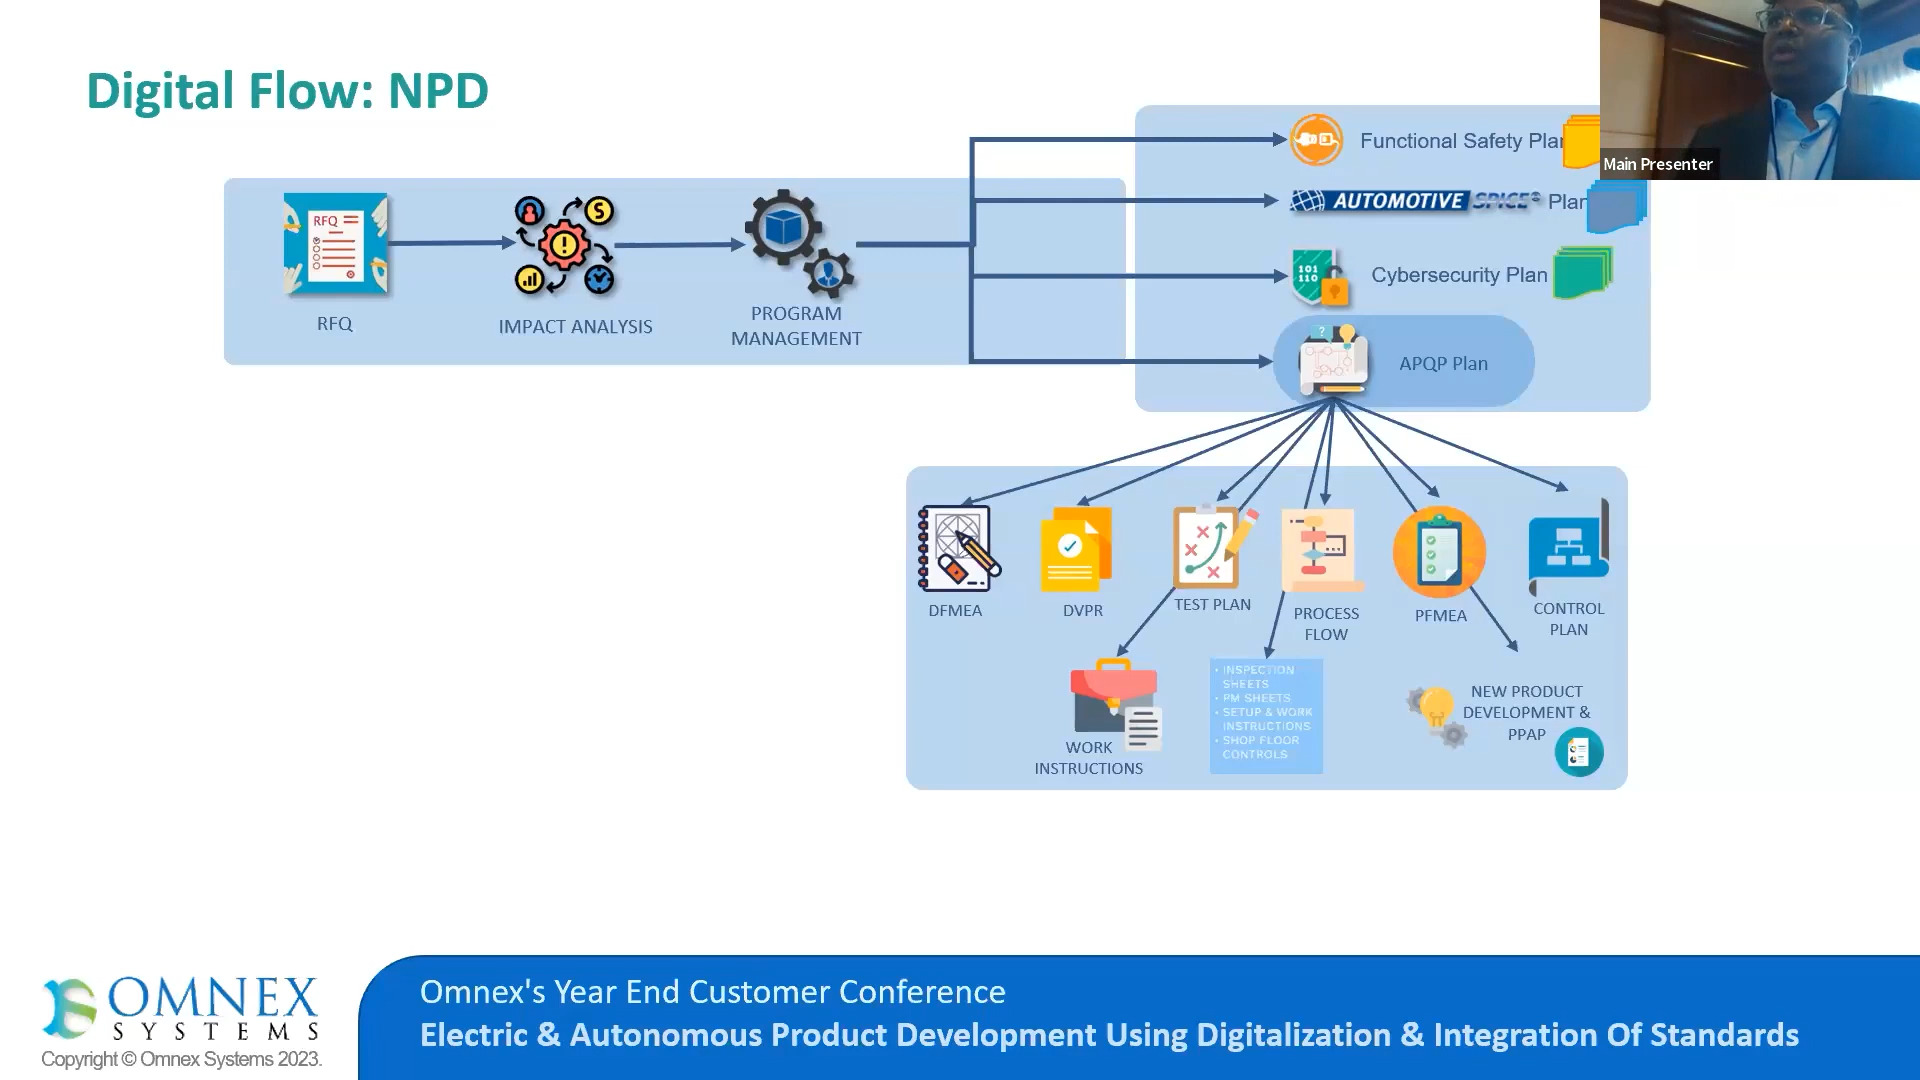 Digital Flow: NPD
Main Presenter
Functional Safety Plan
AUTOMOTIVE SPICE® Plan
101
110
Cybersecurity Plan
APQP Plan
?
RFQ
RFQ
$
!
IMPACT ANALYSIS
PROGRAM
MANAGEMENT
DFMEA
DVPR
TEST PLAN
PROCESS
FLOW
PFMEA
CONTROL
PLAN
WORK
INSTRUCTIONS
• INSPECTION
SHEETS
• PM SHEETS
• SETUP & WORK
INSTRUCTIONS
• SHOP FLOOR
CONTROLS
NEW PRODUCT
DEVELOPMENT &
PPAP
OMNEX
SYSTEMS
Copyright © Omnex Systems 2023.
Omnex's Year End Customer Conference
Electric & Autonomous Product Development Using Digitalization & Integration Of Standards